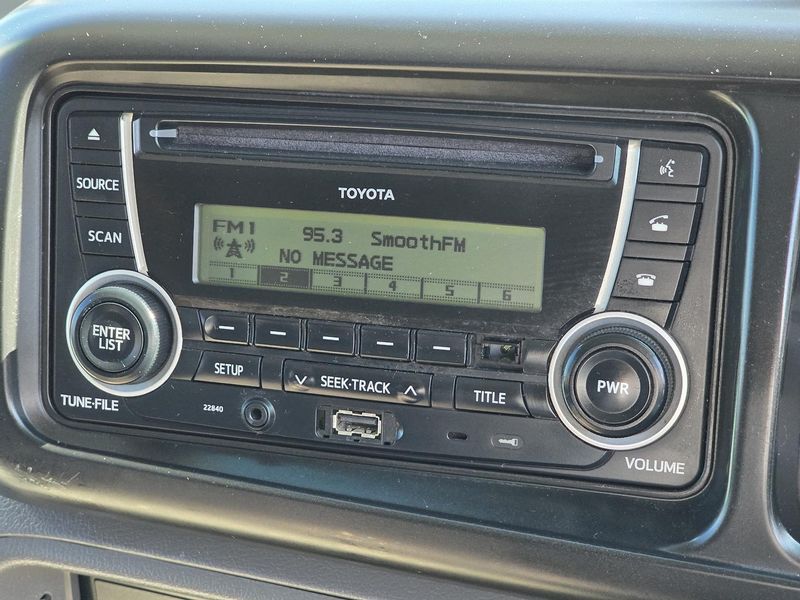 TOYOTA
SOURCE
SCAN
FM1 95.3 SmoothFM
NO MESSAGE
1 2 3 4 5 6
ENTER
LIST
TUNE·FILE
SETUP
SEEK·TRACK
TITLE
PWR
VOLUME
22840